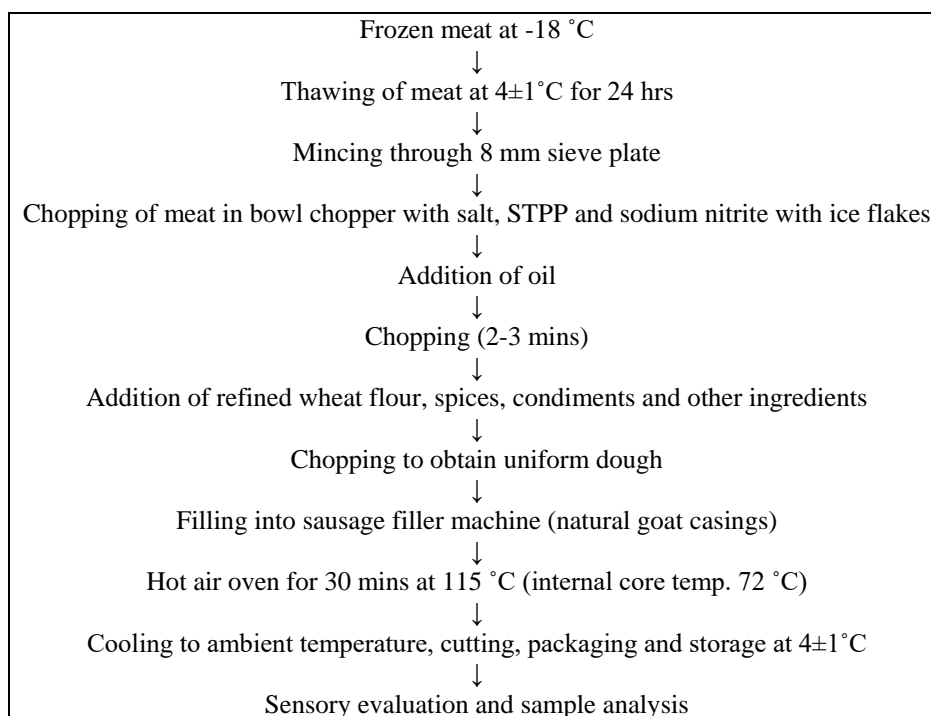 Frozen meat at -18 ˚C
↓
Thawing of meat at 4±1˚C for 24 hrs
↓
Mincing through 8 mm sieve plate
↓
Chopping of meat in bowl chopper with salt, STPP and sodium nitrite with ice flakes
↓
Addition of oil
↓
Chopping (2-3 mins)
↓
Addition of refined wheat flour, spices, condiments and other ingredients
↓
Chopping to obtain uniform dough
↓
Filling into sausage filler machine (natural goat casings)
↓
Hot air oven for 30 mins at 115 ˚C (internal core temp. 72 ˚C)
↓
Cooling to ambient temperature, cutting, packaging and storage at 4±1˚C
↓
Sensory evaluation and sample analysis